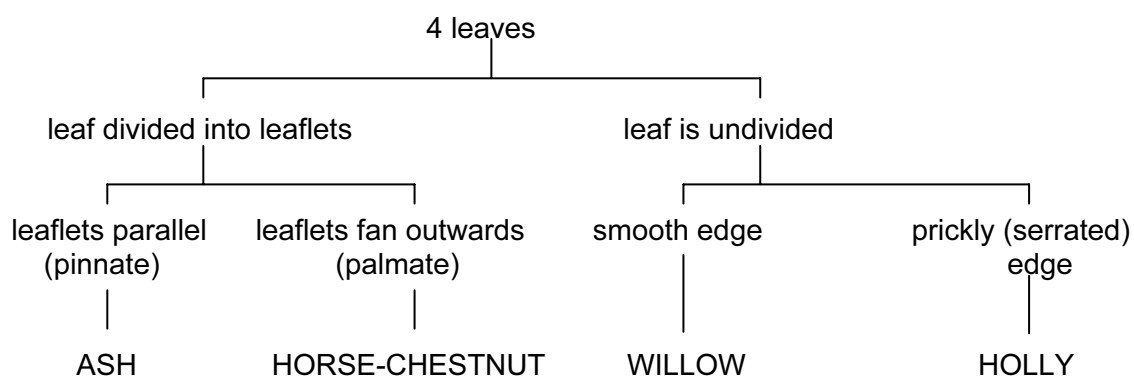 4 leaves
leaf divided into leaflets
leaf is undivided
leaflets parallel
(pinnate)
leaflets fan outwards
(palmate)
smooth edge
prickly (serrated)
edge
ASH
HORSE-CHESTNUT
WILLOW
HOLLY